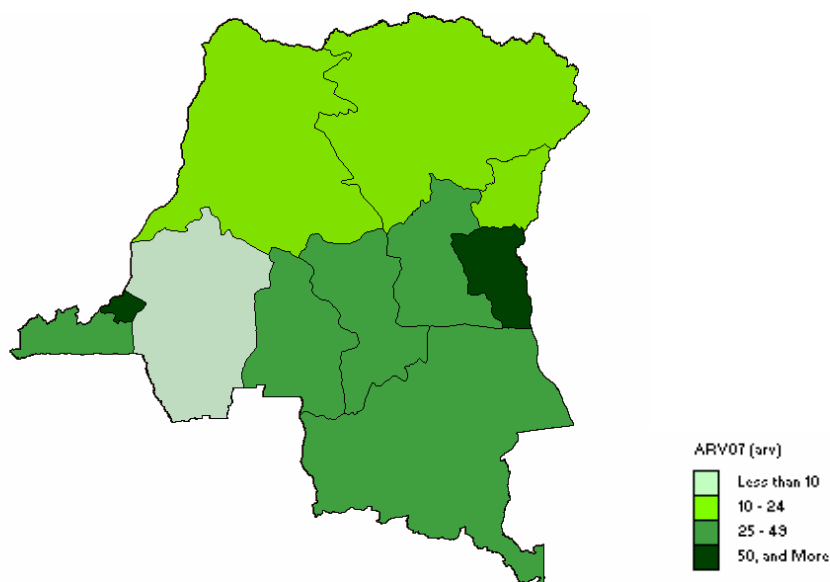 ARV07 (arv)
Less than 10
10 - 24
25 - 49
50, and More